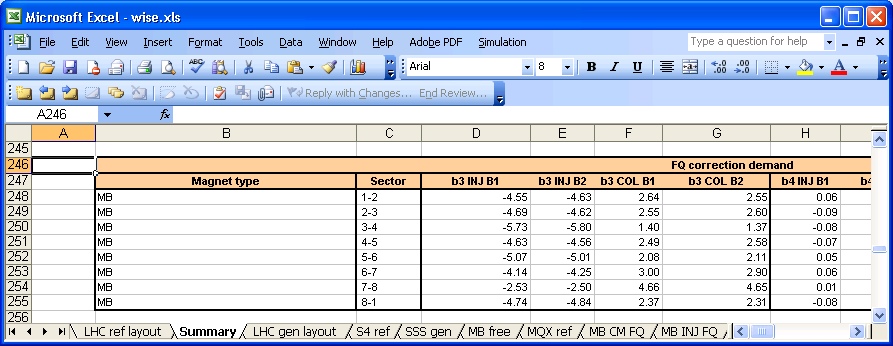 Microsoft Excel - wise.xls
File Edit View Insert Format Tools Data Window Help Adobe PDF Simulation Type a question for help
Arial 8 B I U
Reply with Changes... End Review...
A246 fx
A B C D E F G H
245
246 FQ correction demand
247 Magnet type Sector b3 INJ B1 b3 INJ B2 b3 COL B1 b3 COL B2 b4 INJ B1 b4
248 MB 1-2 -4.55 -4.63 2.64 2.55 0.06
249 MB 2-3 -4.69 -4.62 2.55 2.60 -0.09
250 MB 3-4 -5.73 -5.80 1.40 1.37 -0.08
251 MB 4-5 -4.63 -4.56 2.49 2.58 -0.07
252 MB 5-6 -5.07 -5.01 2.08 2.11 0.05
253 MB 6-7 -4.14 -4.25 3.00 2.90 0.06
254 MB 7-8 -2.53 -2.50 4.66 4.65 0.01
255 MB 8-1 -4.74 -4.84 2.37 2.31 -0.08
256
LHC ref layout Summary LHC gen layout S4 ref SSS gen MB free MQX ref MB CM FQ MB INJ FQ